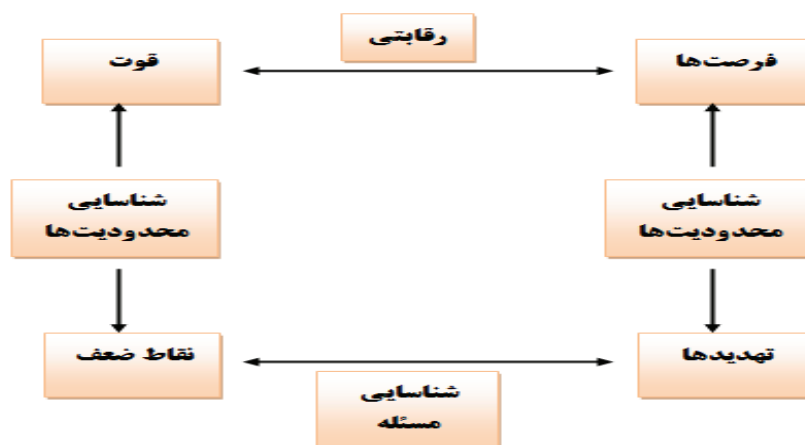 رقابتی
فرصت‌ها
قوت
شناسایی
محدودیت‌ها
شناسایی
محدودیت‌ها
تهدیدها
نقاط ضعف
شناسایی
مسئله